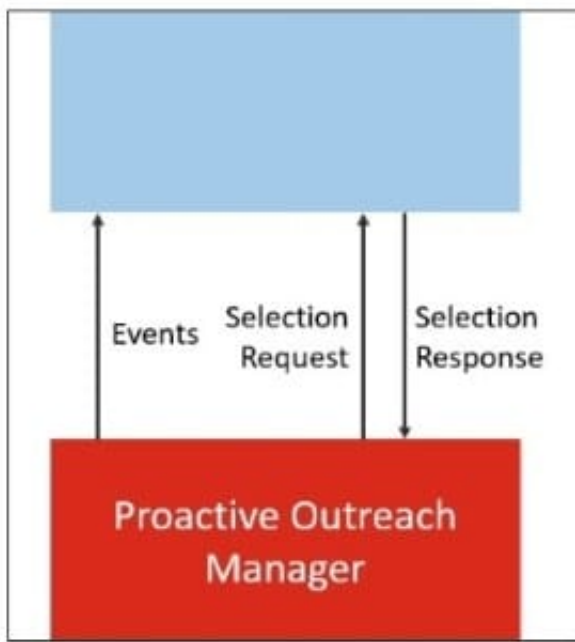 Events
Selection
Request
Selection
Response
Proactive Outreach
Manager